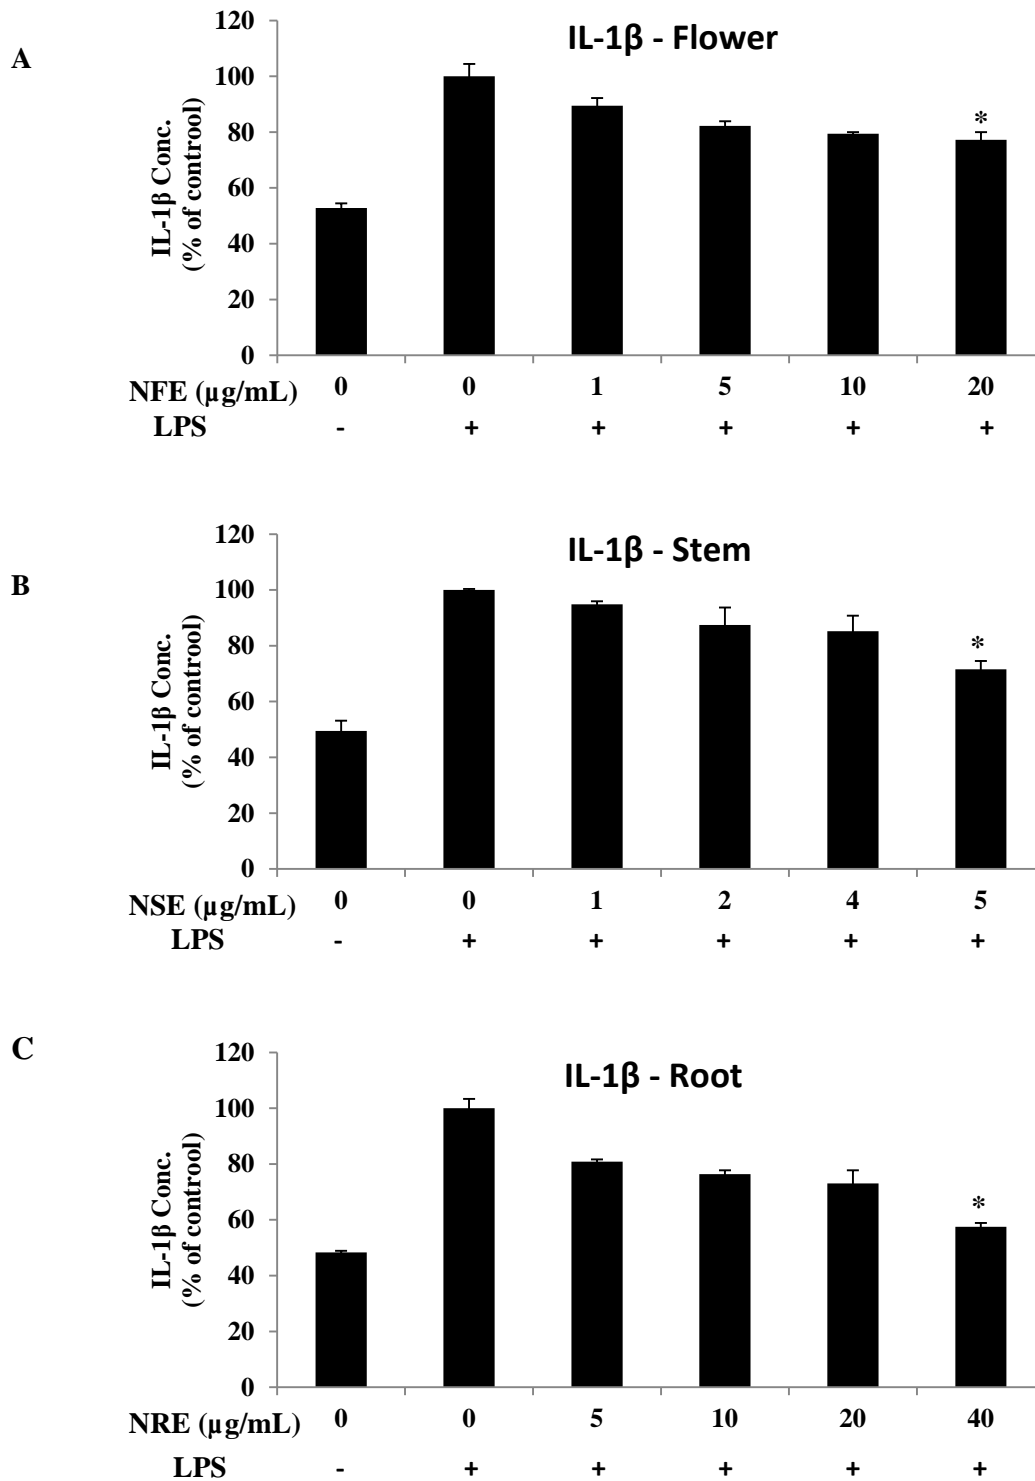 A
IL-1β - Flower
IL-1β Conc.
(% of controol)
120
100
80
60
40
20
0
*
NFE (µg/mL) 0 0 1 5 10 20
LPS - + + + + +
B
IL-1β - Stem
IL-1β Conc.
(% of controol)
120
100
80
60
40
20
0
*
NSE (µg/mL) 0 0 1 2 4 5
LPS - + + + + +
C
IL-1β - Root
IL-1β Conc.
(% of controol)
120
100
80
60
40
20
0
*
NRE (µg/mL) 0 0 5 10 20 40
LPS - + + + + +